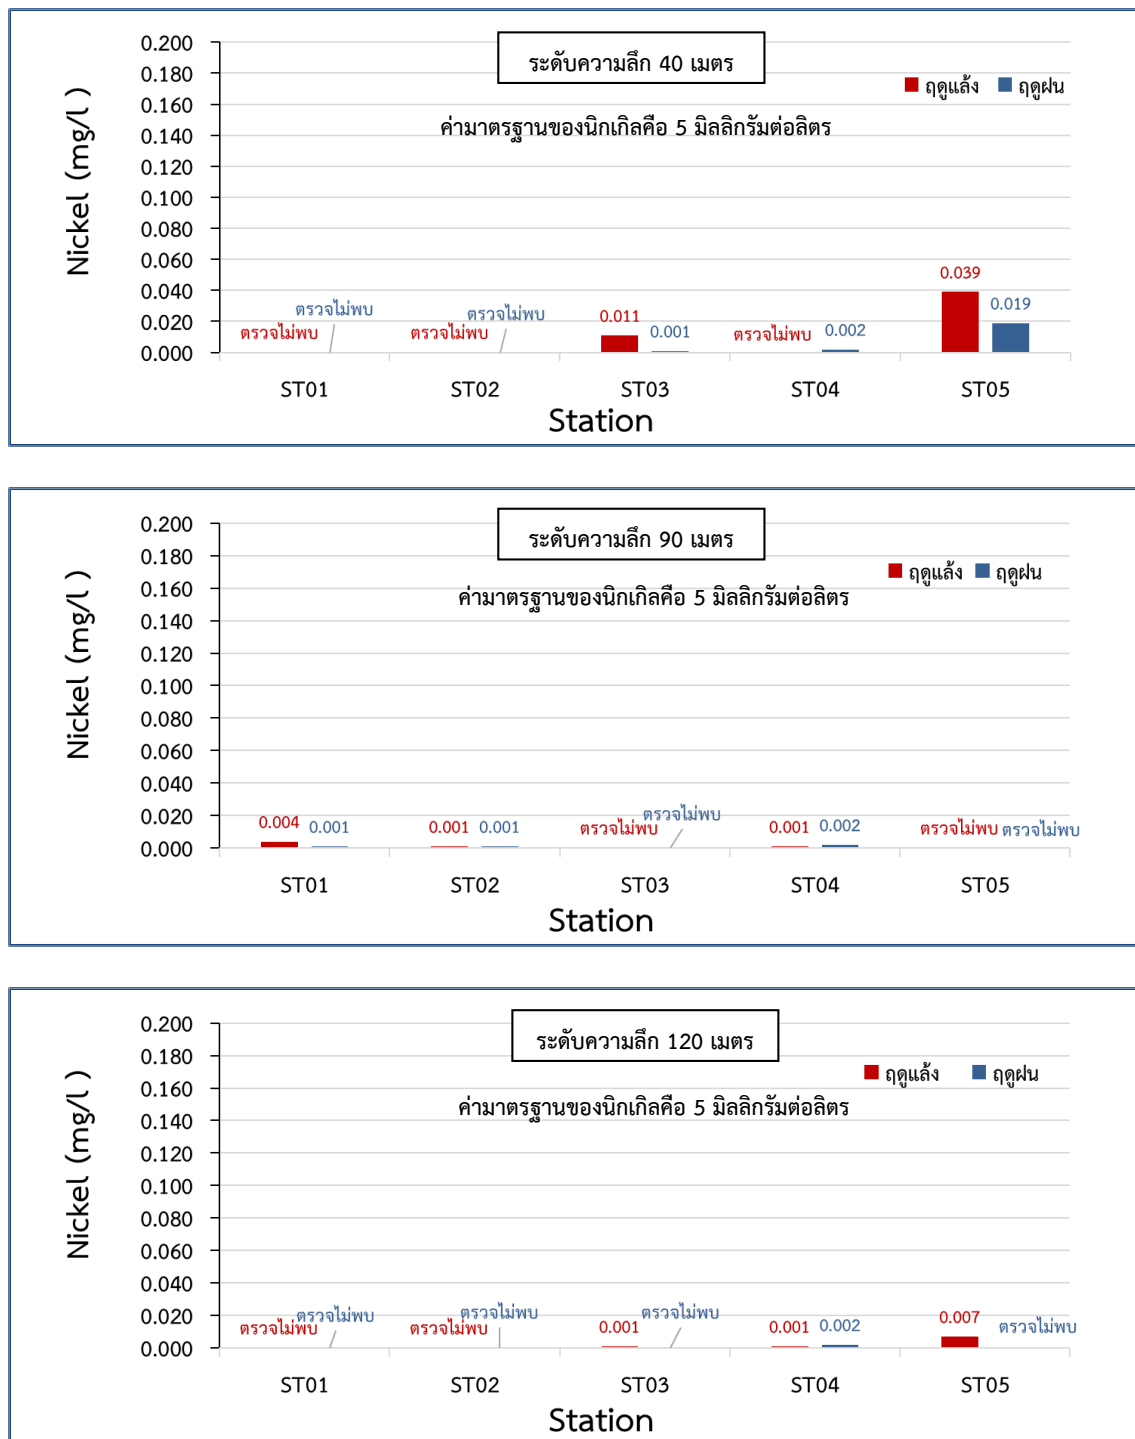 ระดับความลึก 40 เมตร
ฤดูแล้ง ฤดูฝน
ค่ามาตรฐานของนิกเกิลคือ 5 มิลลิกรัมต่อลิตร
Nickel (mg/l )
0.200
0.180
0.160
0.140
0.120
0.100
0.080
0.060
0.040
0.020
0.000
ตรวจไม่พบ ตรวจไม่พบ ตรวจไม่พบ ตรวจไม่พบ 0.011 0.001 ตรวจไม่พบ 0.002 0.039 0.019
ST01 ST02 ST03 ST04 ST05
Station
ระดับความลึก 90 เมตร
ฤดูแล้ง ฤดูฝน
ค่ามาตรฐานของนิกเกิลคือ 5 มิลลิกรัมต่อลิตร
Nickel (mg/l )
0.200
0.180
0.160
0.140
0.120
0.100
0.080
0.060
0.040
0.020
0.000
0.004 0.001 0.001 0.001 ตรวจไม่พบ ตรวจไม่พบ 0.001 0.002 ตรวจไม่พบ ตรวจไม่พบ
ST01 ST02 ST03 ST04 ST05
Station
ระดับความลึก 120 เมตร
ฤดูแล้ง ฤดูฝน
ค่ามาตรฐานของนิกเกิลคือ 5 มิลลิกรัมต่อลิตร
Nickel (mg/l )
0.200
0.180
0.160
0.140
0.120
0.100
0.080
0.060
0.040
0.020
0.000
ตรวจไม่พบ ตรวจไม่พบ ตรวจไม่พบ ตรวจไม่พบ 0.001 ตรวจไม่พบ 0.001 0.002 0.007 ตรวจไม่พบ
ST01 ST02 ST03 ST04 ST05
Station